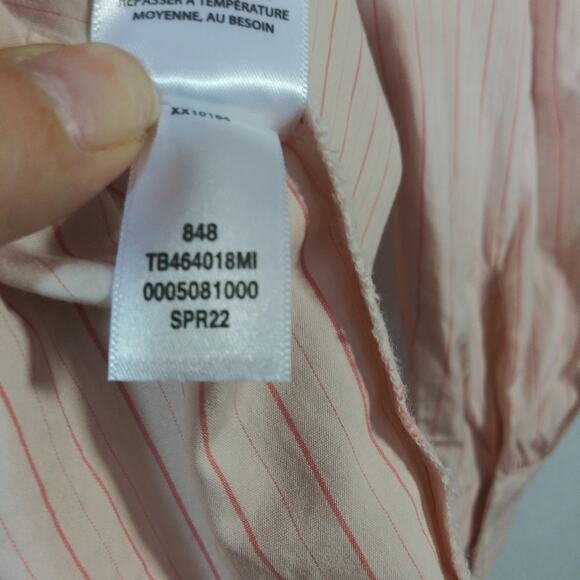 REPASSER À TEMPÉRATURE
MOYENNE, AU BESOIN
848
TB464018MI
0005081000
SPR22